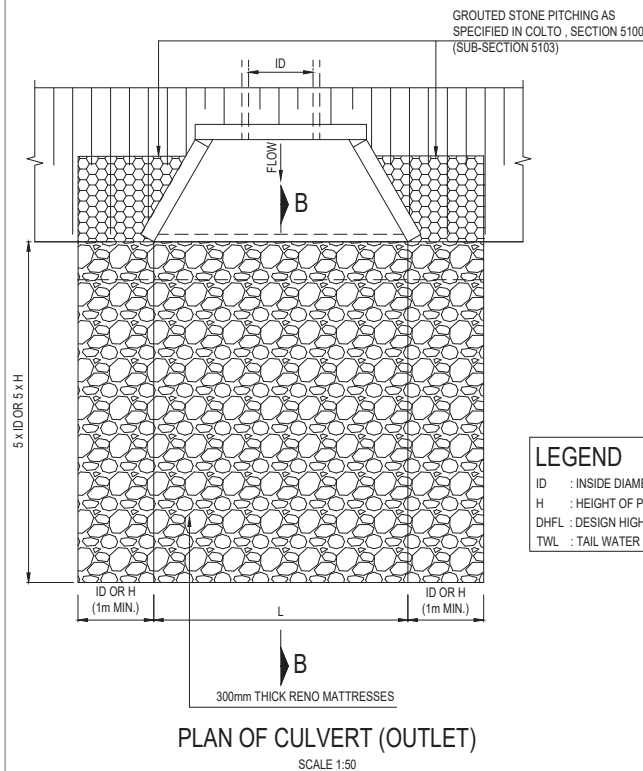 GROUTED STONE PITCHING AS
SPECIFIED IN COLTO , SECTION 5100
(SUB-SECTION 5103)
ID
FLOW
B
5 x ID OR 5 x H
LEGEND
ID : INSIDE DIAME
H : HEIGHT OF P
DHFL : DESIGN HIGH
TWL : TAIL WATER
ID OR H
(1m MIN.)
L
ID OR H
(1m MIN.)
B
300mm THICK RENO MATTRESSES
PLAN OF CULVERT (OUTLET)
SCALE 1:50